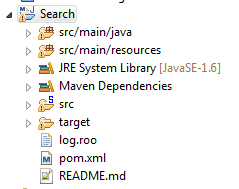 Search
src/main/java
src/main/resources
JRE System Library [JavaSE-1.6]
Maven Dependencies
src
target
log.roo
pom.xml
README.md